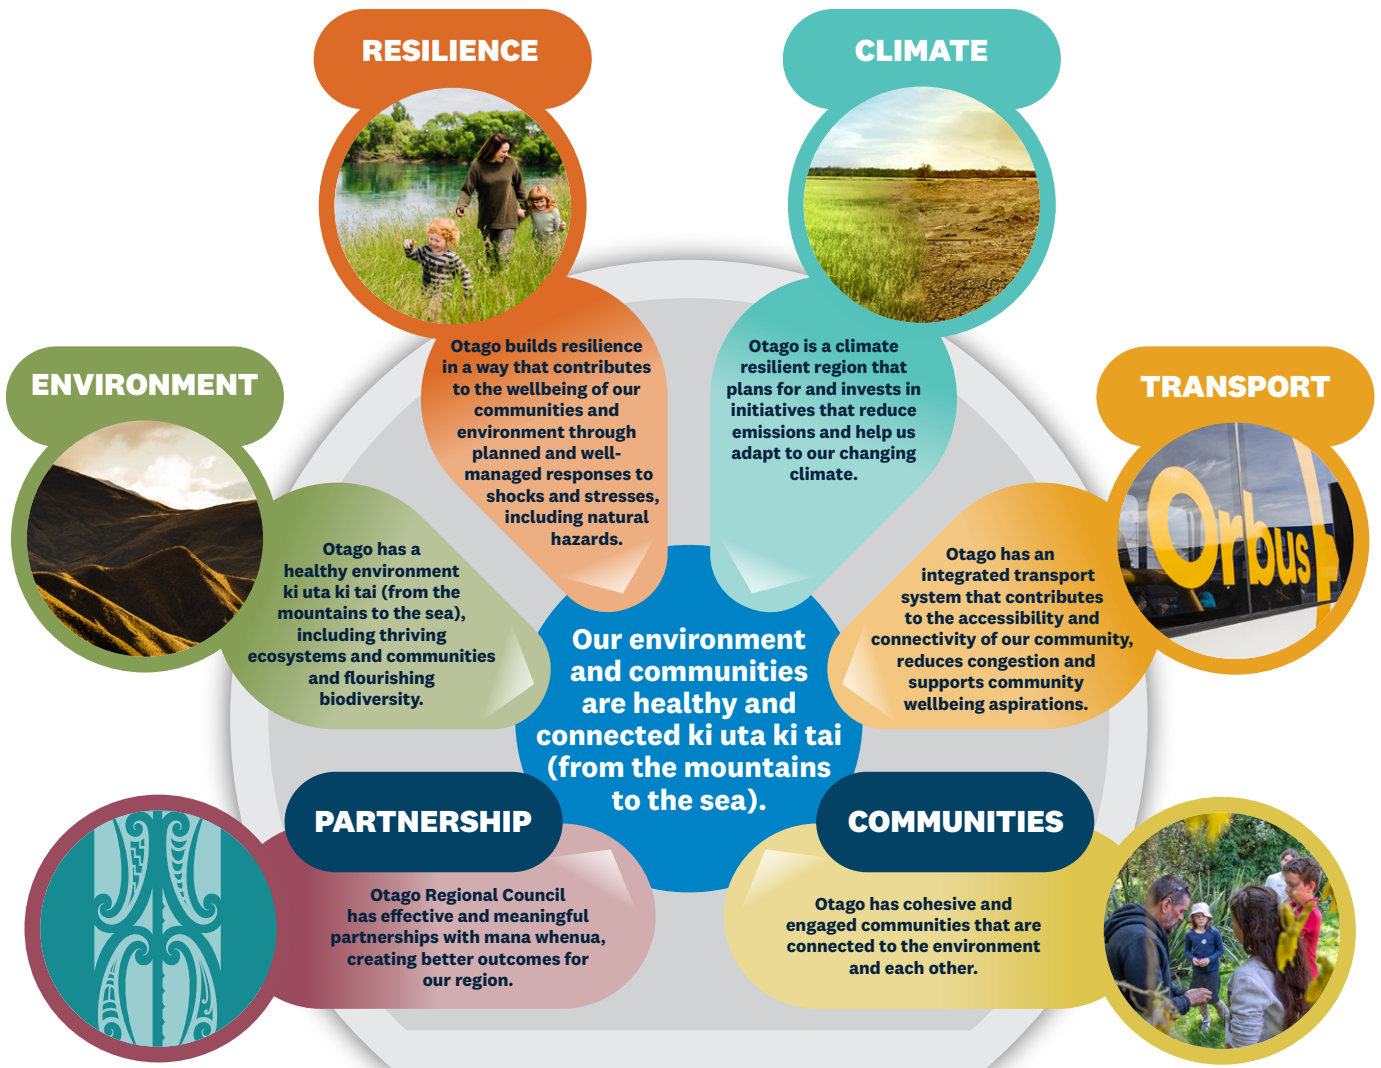 RESILIENCE
CLIMATE
Otago builds resilience
in a way that contributes
to the wellbeing of our
communities and
environment through
planned and well-
managed responses to
shocks and stresses,
including natural
hazards.
Otago is a climate
resilient region that
plans for and invests in
initiatives that reduce
emissions and help us
adapt to our changing
climate.
ENVIRONMENT
Otago has a
healthy environment
ki uta ki tai (from the
mountains to the sea),
including thriving
ecosystems and communities
and flourishing
biodiversity.
TRANSPORT
Orbus
Otago has an
integrated transport
system that contributes
to the accessibility and
connectivity of our community,
reduces congestion and
supports community
wellbeing aspirations.
Our environment
and communities
are healthy and
connected ki uta ki tai
(from the mountains
to the sea).
PARTNERSHIP
Otago Regional Council
has effective and meaningful
partnerships with mana whenua,
creating better outcomes for
our region.
COMMUNITIES
Otago has cohesive and
engaged communities that are
connected to the environment
and each other.